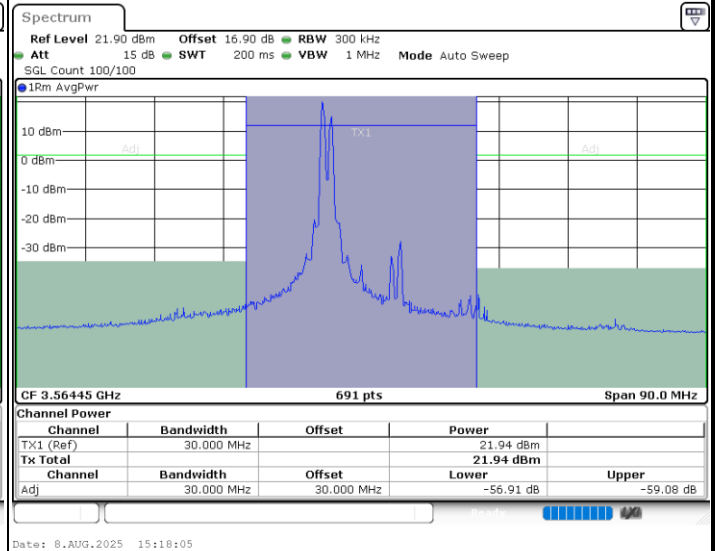 Spectrum
Ref Level 21.90 dBm Offset 16.90 dB RBW 300 kHz
Att 15 dB SWT 200 ms VBW 1 MHz Mode Auto Sweep
SGL Count 100/100
1Rm AvgPwr
10 dBm
TX1
Adj
Adj
0 dBm
-10 dBm
-20 dBm
-30 dBm
CF 3.56445 GHz 691 pts Span 90.0 MHz
Channel Power
Channel Bandwidth Offset Power
TX1 (Ref) 30.000 MHz 21.94 dBm
Tx Total 21.94 dBm
Channel Bandwidth Offset Lower Upper
Adj 30.000 MHz 30.000 MHz -56.91 dB -59.08 dB
Ready
Date: 8.AUG.2025 15:18:05